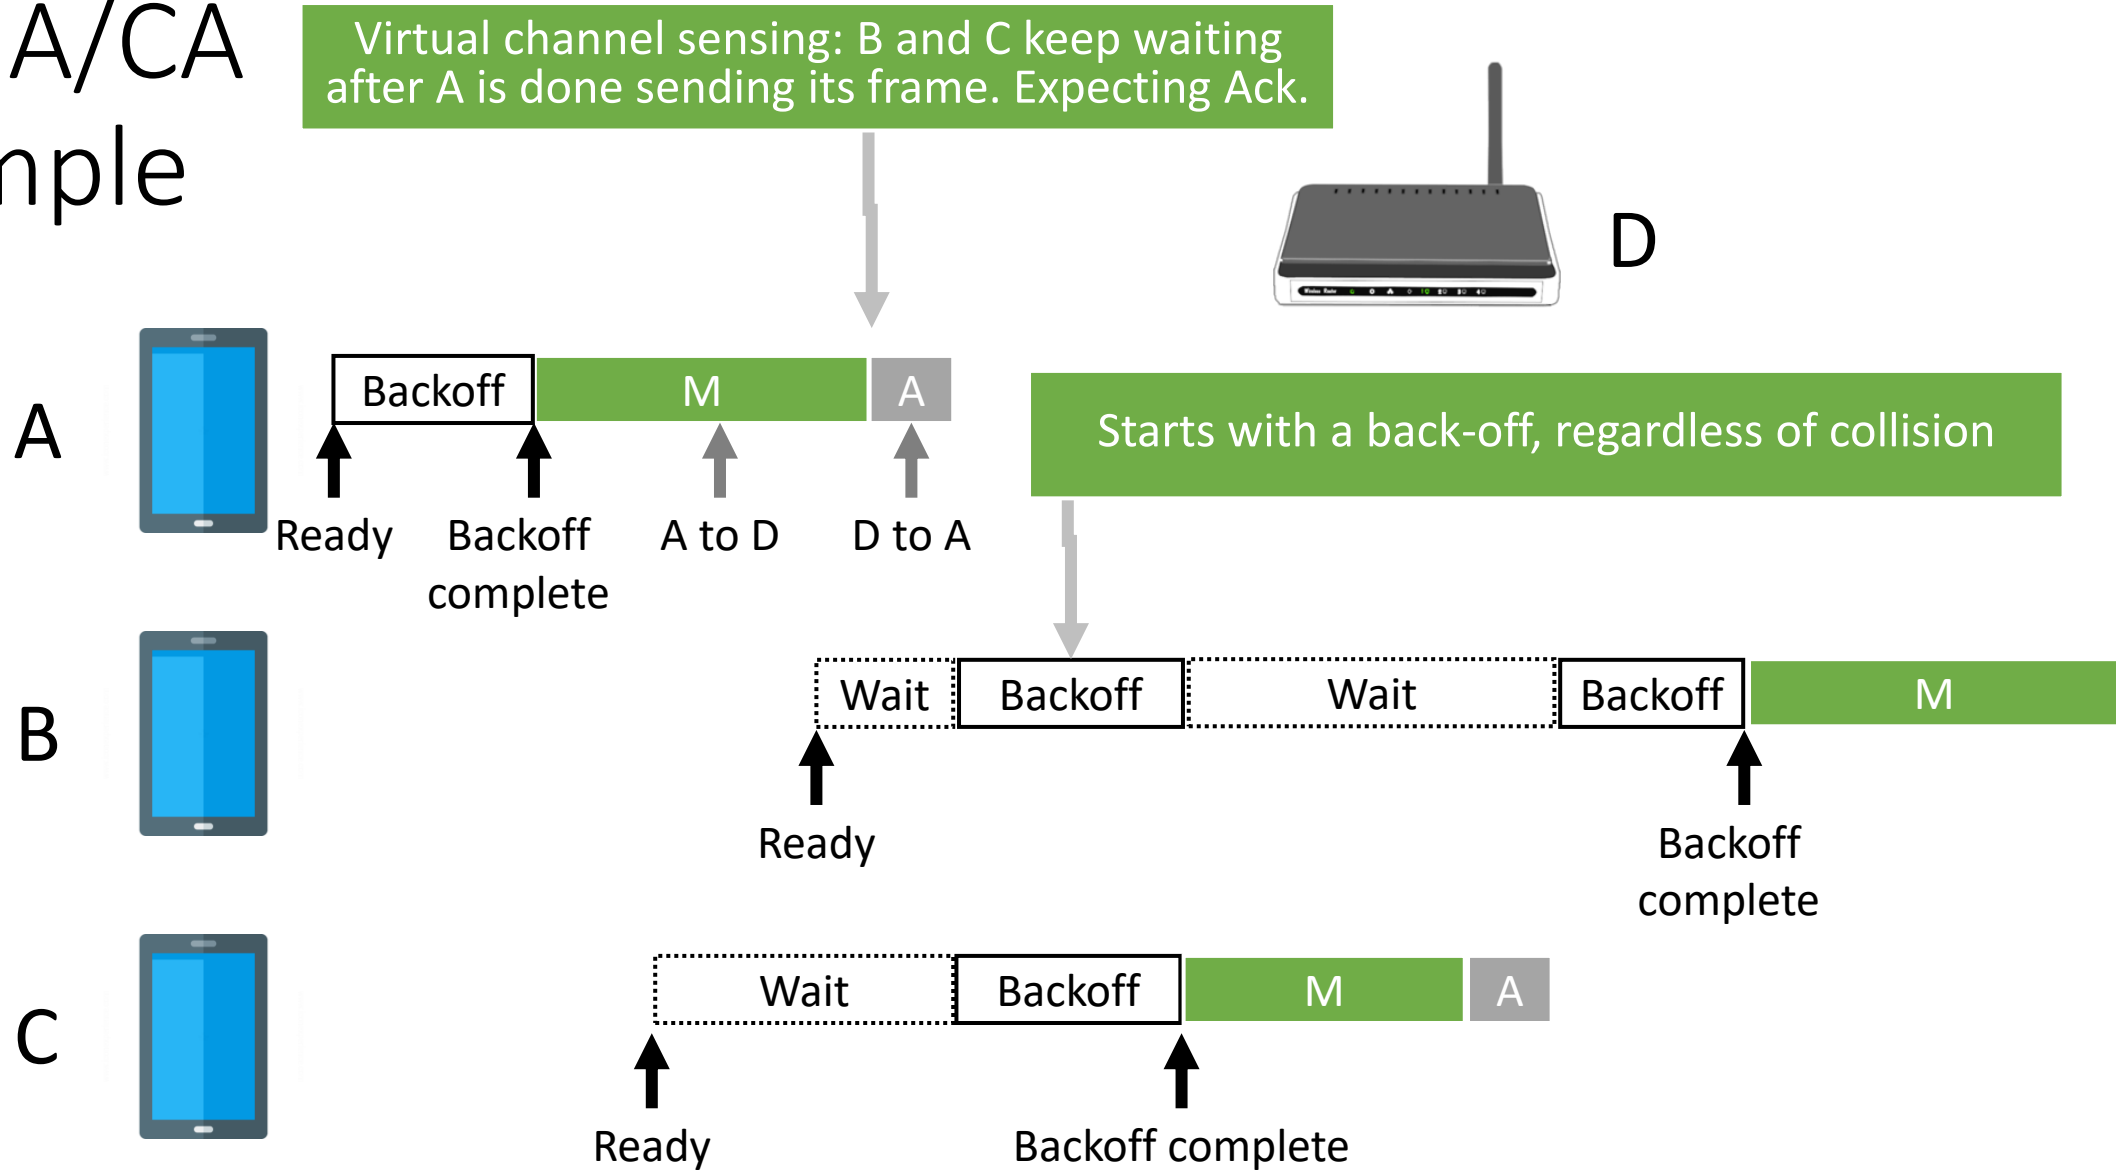 A/CA
mple
Virtual channel sensing: B and C keep waiting
after A is done sending its frame. Expecting Ack.
D
A
Backoff
M
A
Ready
Backoff
complete
A to D
D to A
Starts with a back-off, regardless of collision
B
Wait
Backoff
Wait
Backoff
M
Ready
Backoff
complete
C
Wait
Backoff
M
A
Ready
Backoff complete